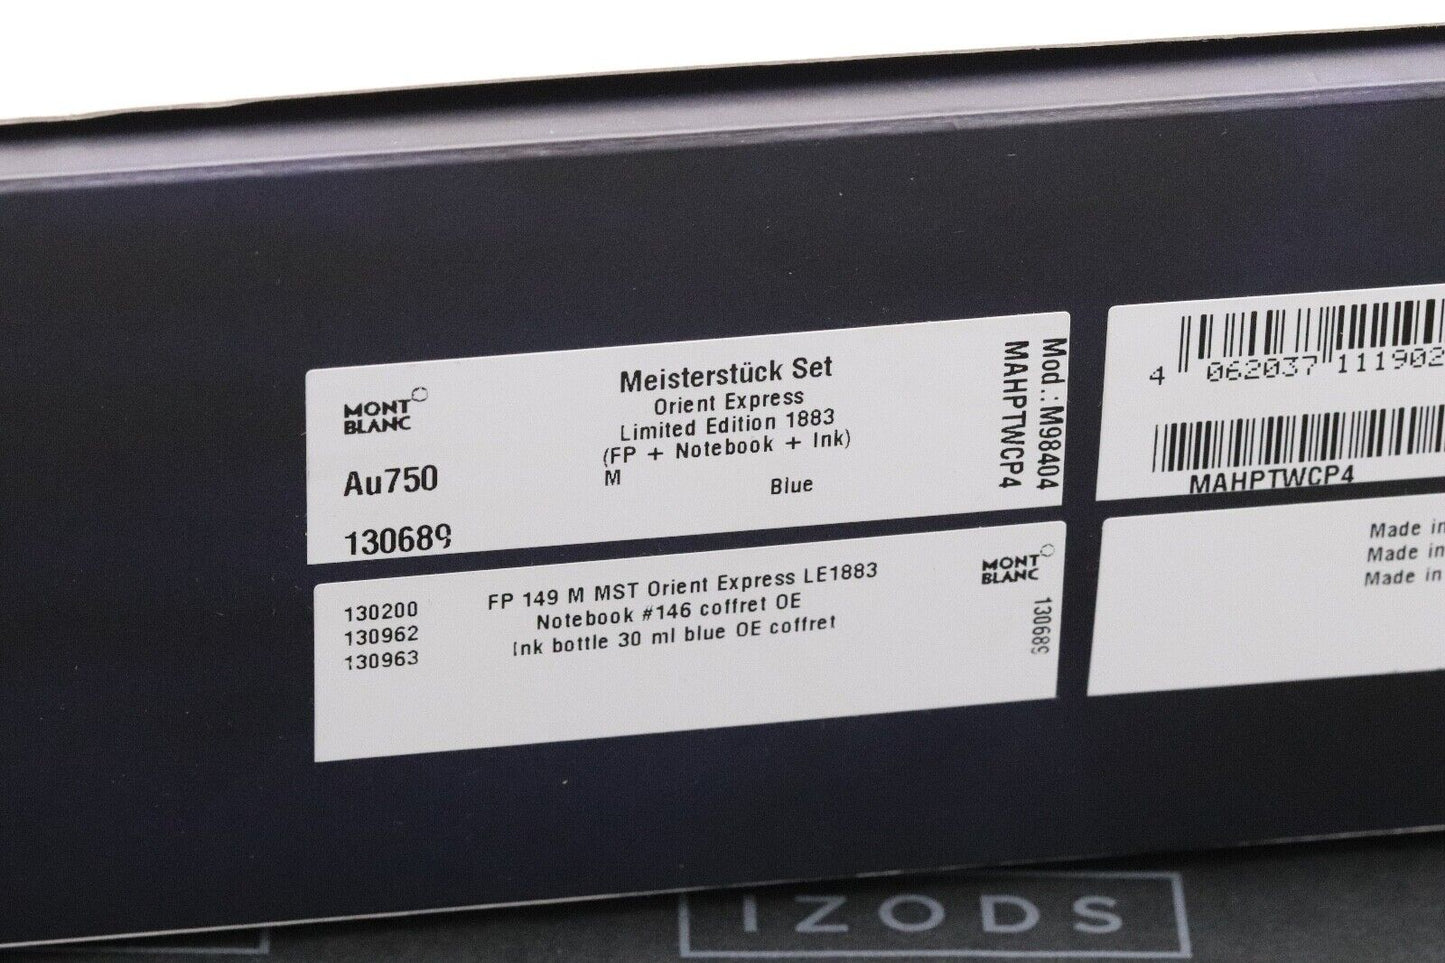 MONT
BLANC
Au750
130689
Meisterstück Set
Orient Express
Limited Edition 1883
(FP + Notebook + Ink)
M Blue
Mod.: M98404
MAHPTWCP4
4 062037 111902
MAHPTWCP4
130200 FP 149 M MST Orient Express LE1883
130962 Notebook #146 coffret OE
130963 Ink bottle 30 ml blue OE coffret
MONT
BLANC
130689
Made in
Made in
Made in
IZODS